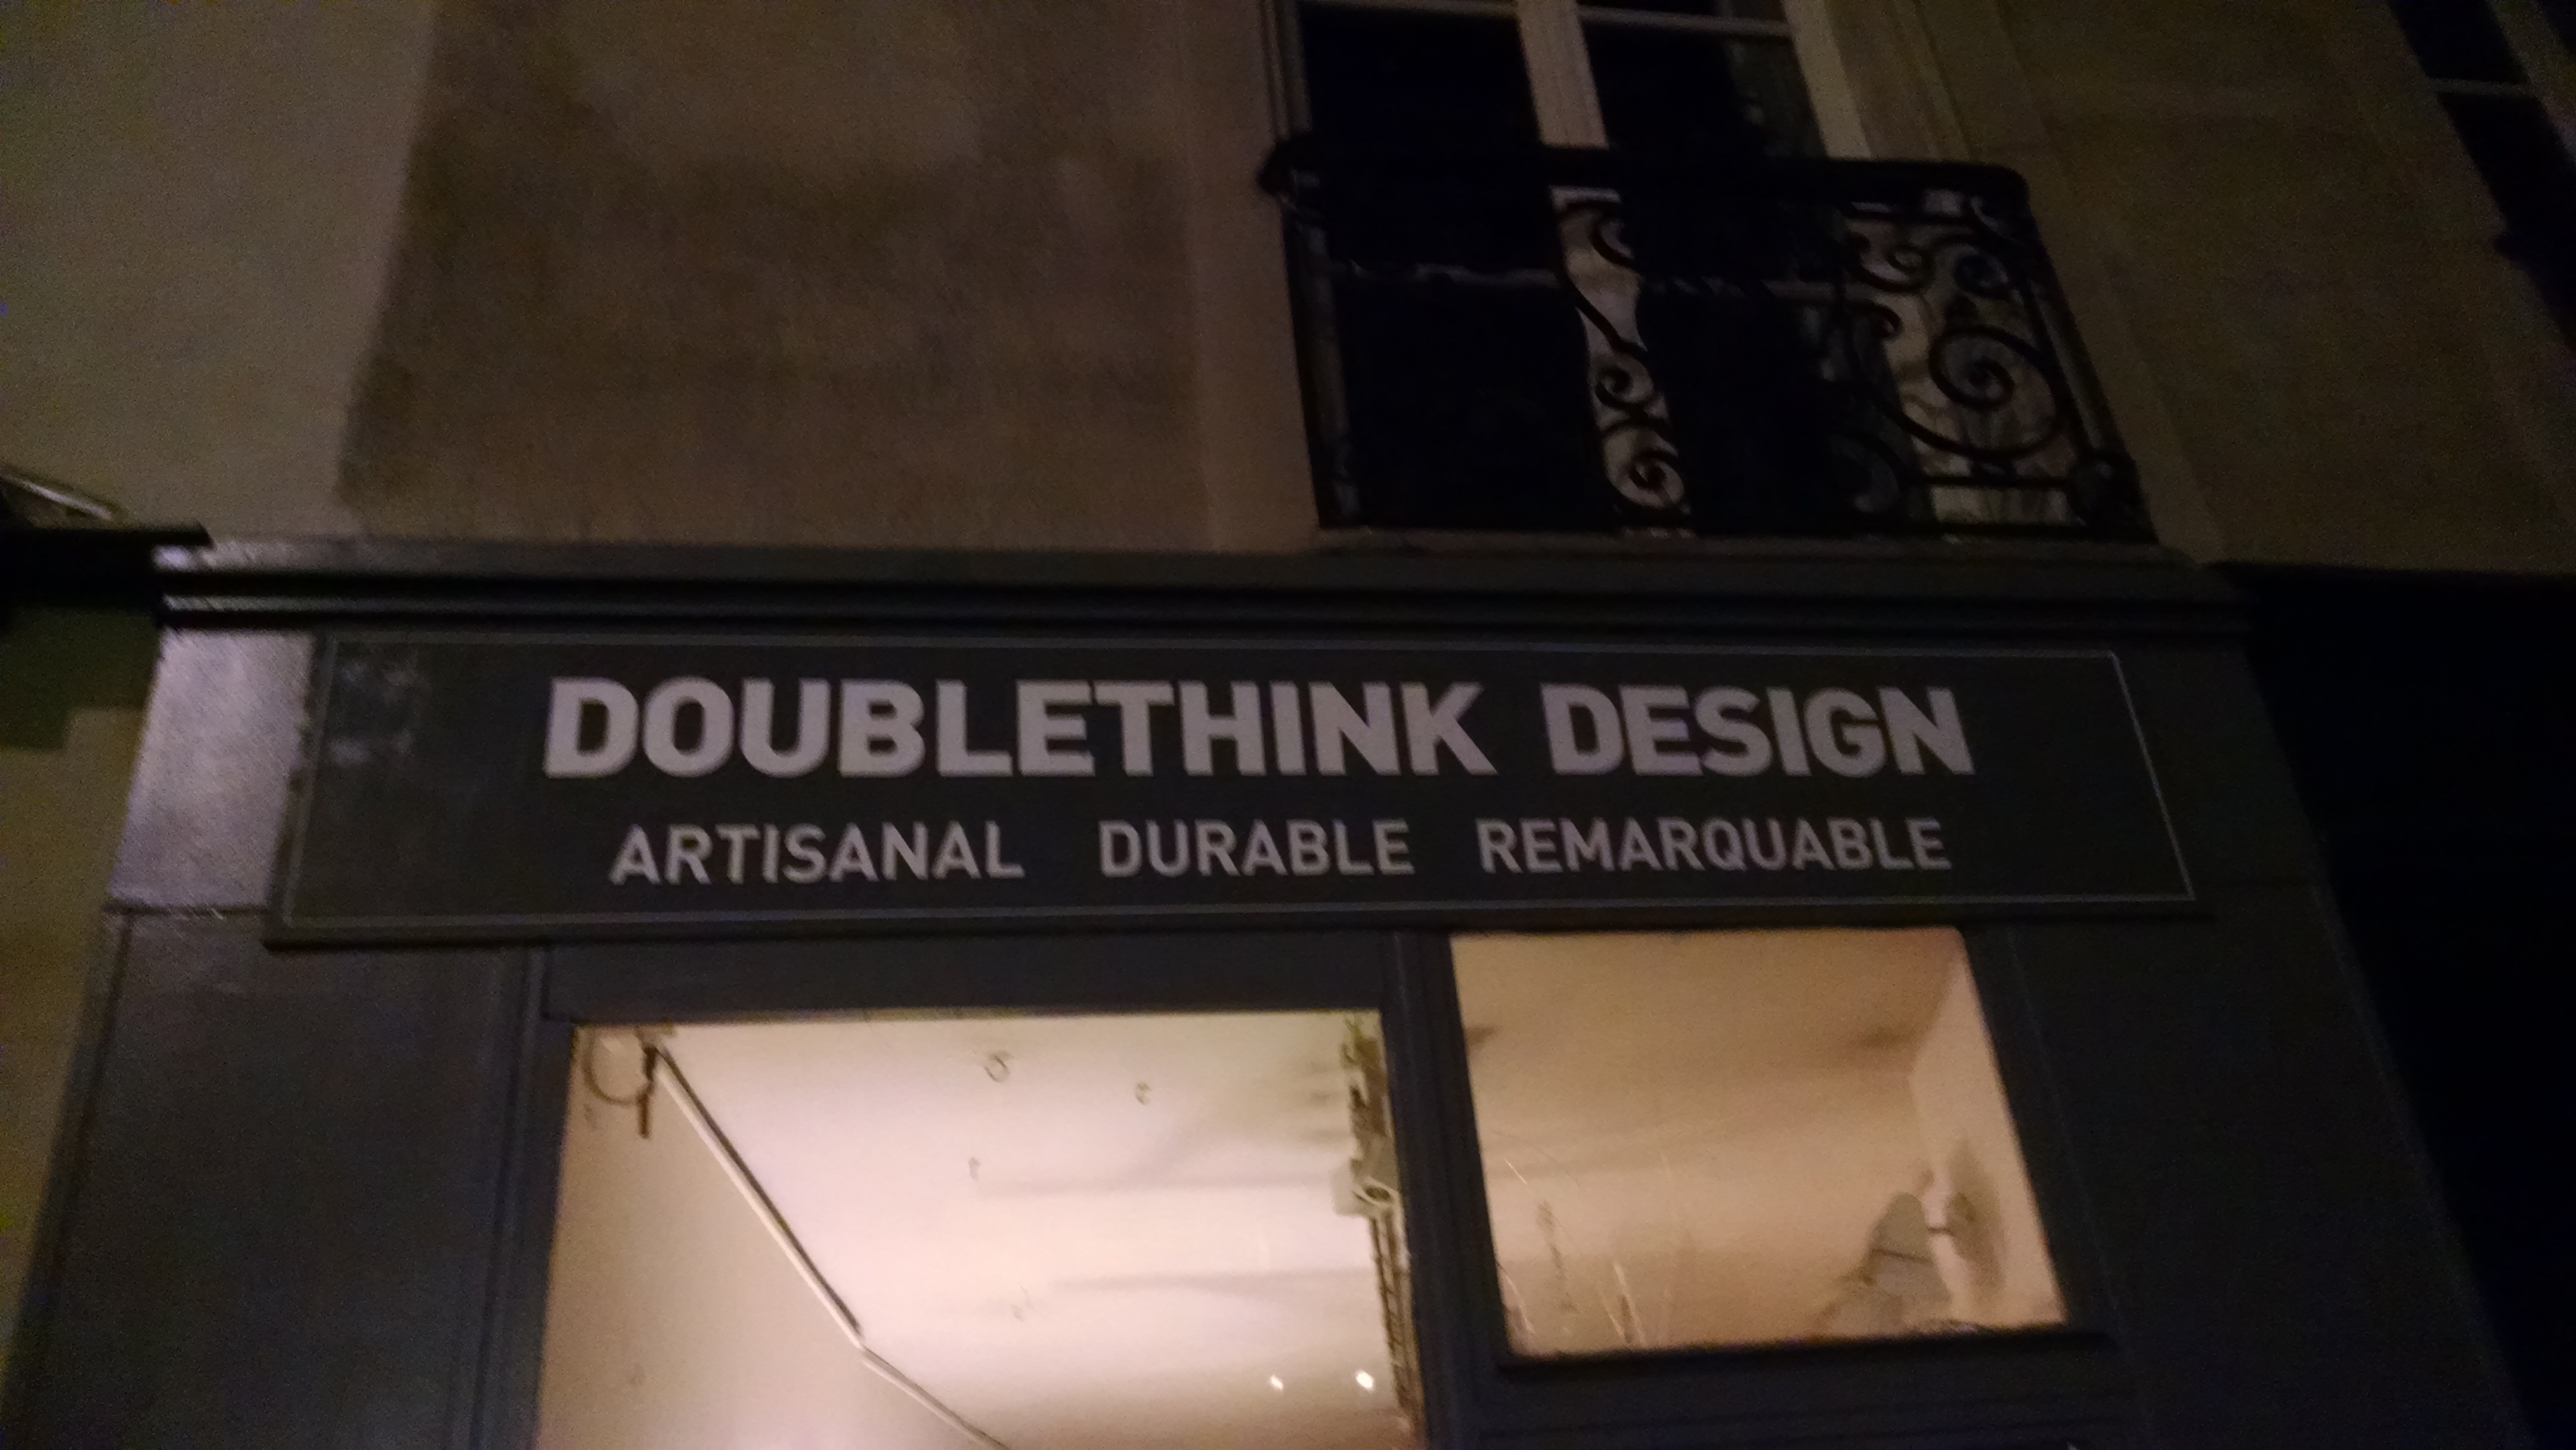 DOUBLETHINK DESIGN
ARTISANAL DURABLE REMARQUABLE